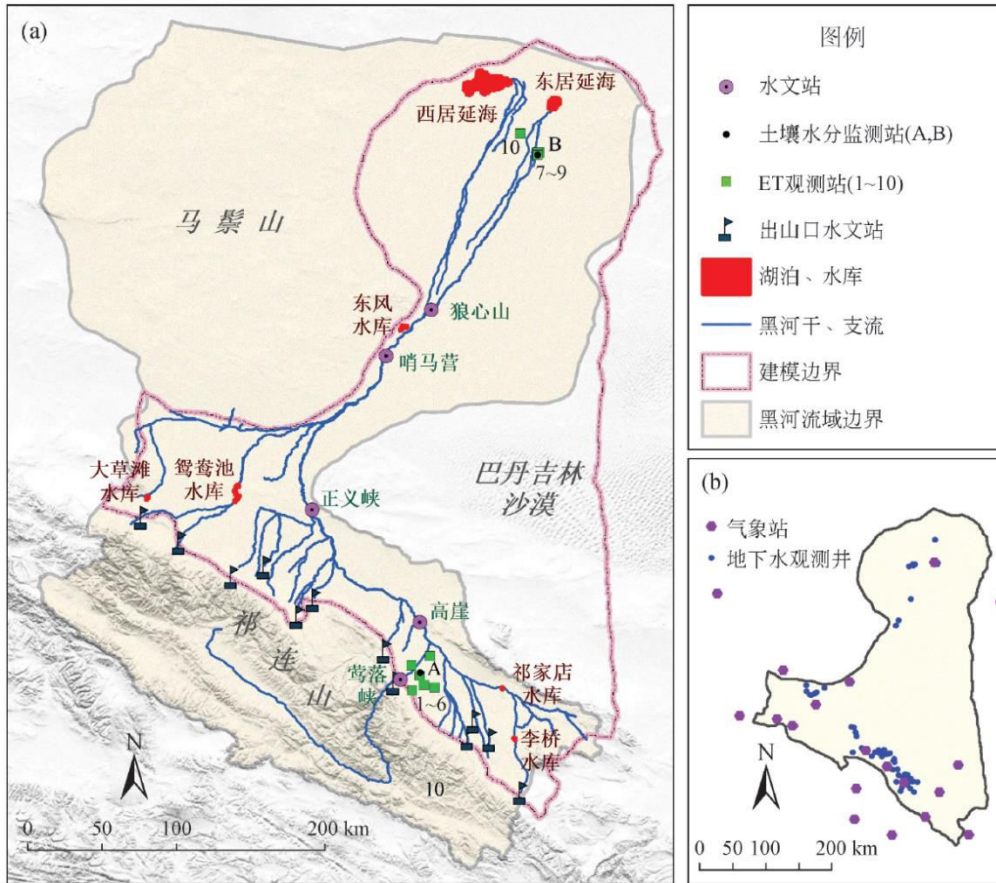 (a)
东居延海
西居延海
10
B
7~9
马鬃山
东风
水库
狼心山
哨马营
巴丹吉林
沙漠
大草滩
水库
鸳鸯池
水库
正义峡
高崖
祁连山
莺落
峡
A
1~6
祁家店
水库
李桥
水库
10
N
0 50 100 200 km
图例
水文站
土壤水分监测站(A,B)
ET观测站(1~10)
出山口水文站
湖泊、水库
黑河干、支流
建模边界
黑河流域边界
(b)
气象站
地下水观测井
N
0 50 100 200 km